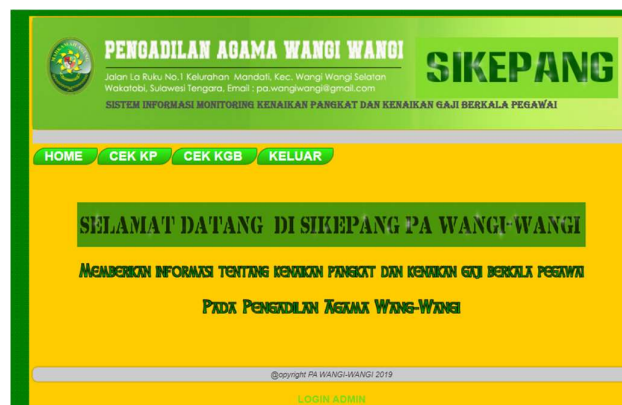 PENGADILAN AGAMA WANGI WANGI
Jalan La Ruku No.1 Kelurahan Mandati, Kec. Wangi Wangi Selatan
Wakatobi, Sulawesi Tengara, Email : pa.wangiwangi@gmail.com
SIKEPANG
SISTEM INFORMASI MONITORING KENAIKAN PANGKAT DAN KENAIKAN GAJI BERKALA PEGAWAI
HOME CEK KP CEK KGB KELUAR
SELAMAT DATANG DI SIKEPANG PA WANGI-WANGI
Memberikan informasi tentang kenaikan pangkat dan kenaikan gaji berkala pegawai
Pada Pengadilan Agama Wangi-Wangi
@opyright PA WANGI-WANGI 2019
LOGIN ADMIN